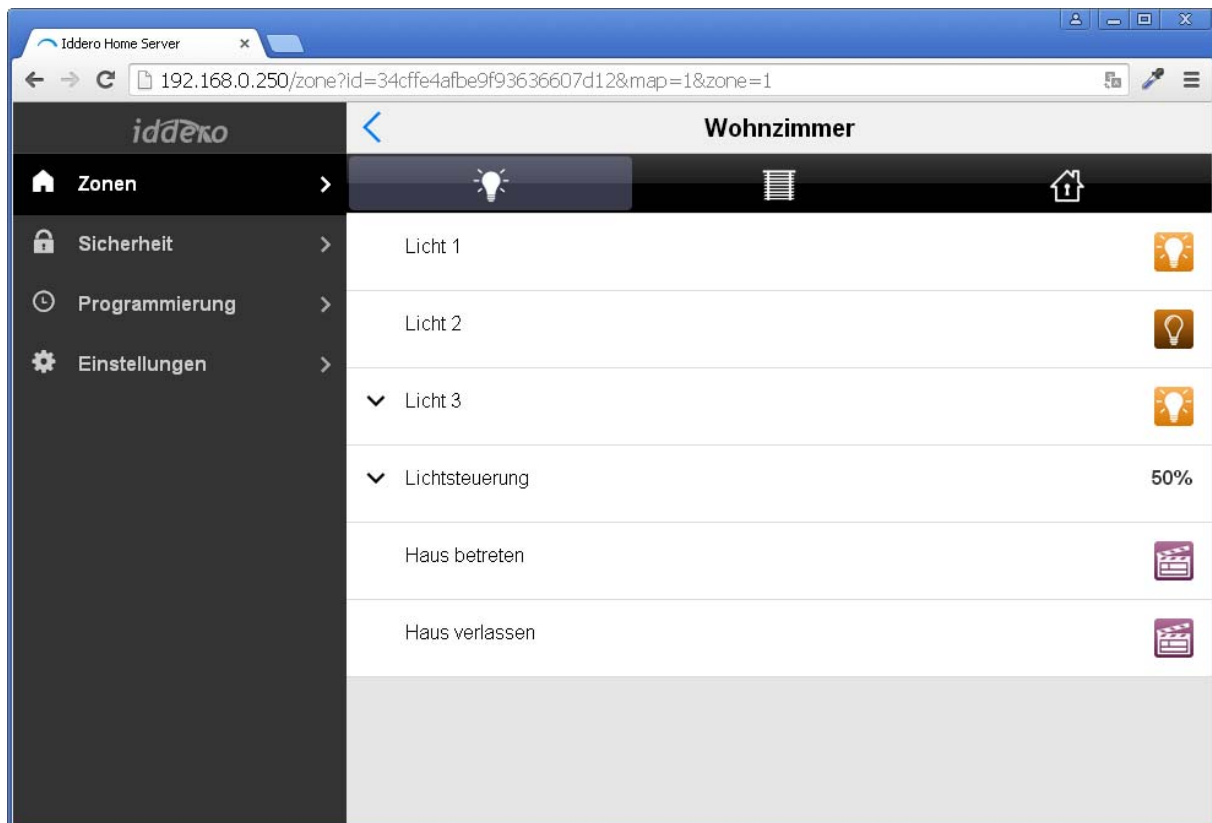 Iddero Home Server
192.168.0.250/zone?id=34cffe4afbe9f93636607d12&map=1&zone=1
iddero
Wohnzimmer
Zonen
Sicherheit
Programmierung
Einstellungen
Licht 1
Licht 2
Licht 3
Lichtsteuerung
50%
Haus betreten
Haus verlassen